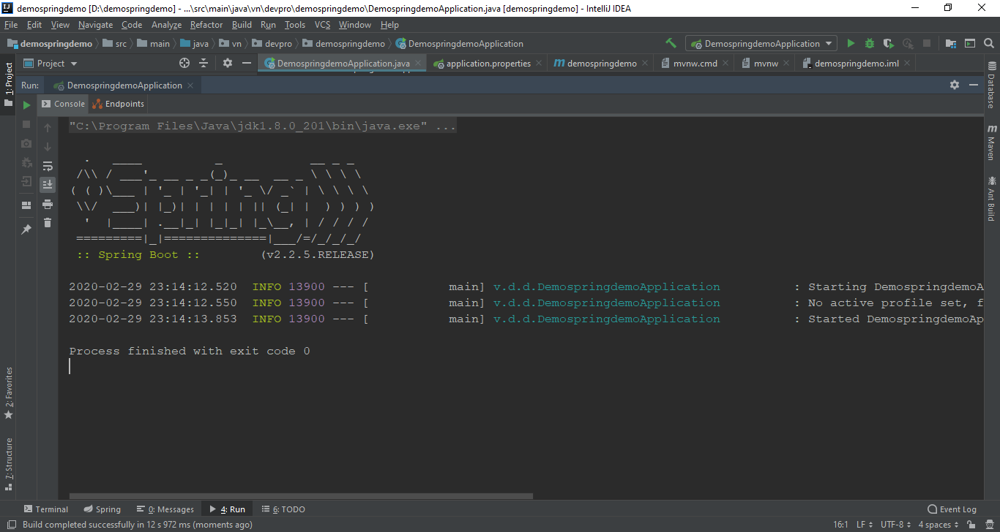 demospringdemo [D:\demospringdemo] - ...\src\main\java\vn\devpro\demospringdemo\DemospringdemoApplication.java [demospringdemo] - IntelliJ IDEA
File Edit View Navigate Code Analyze Refactor Build Run Tools VCS Window Help
demospringdemo src main java vn devpro demospringdemo DemospringdemoApplication DemospringdemoApplication
1: Project
Project DemospringdemoApplication.java application.properties demospringdemo mvnw.cmd mvnw demospringdemo.iml
Run: DemospringdemoApplication
Console Endpoints
"C:\Program Files\Java\jdk1.8.0_201\bin\java.exe" ...
  .   ____          _            __ _ _
 /\\ / ___'_ __ _ _(_)_ __  __ _ \ \ \ \
( ( )\___ | '_ | '_| | '_ \/ _` | \ \ \ \
 \\/  ___)| |_)| | | | | || (_| |  ) ) ) )
  '  |____| .__|_| |_|_| |_\__, | / / / /
 =========|_|==============|___/=/_/_/_/
 :: Spring Boot ::        (v2.2.5.RELEASE)
2020-02-29 23:14:12.520  INFO 13900 --- [           main] v.d.d.DemospringdemoApplication          : Starting DemospringdemoA
2020-02-29 23:14:12.550  INFO 13900 --- [           main] v.d.d.DemospringdemoApplication          : No active profile set, f
2020-02-29 23:14:13.853  INFO 13900 --- [           main] v.d.d.DemospringdemoApplication          : Started DemospringdemoAp
Process finished with exit code 0
Database
Maven
Ant Build
2: Favorites
7: Structure
Terminal Spring 0: Messages 4: Run 6: TODO Event Log
Build completed successfully in 12 s 972 ms (moments ago) 16:1 LF UTF-8 4 spaces